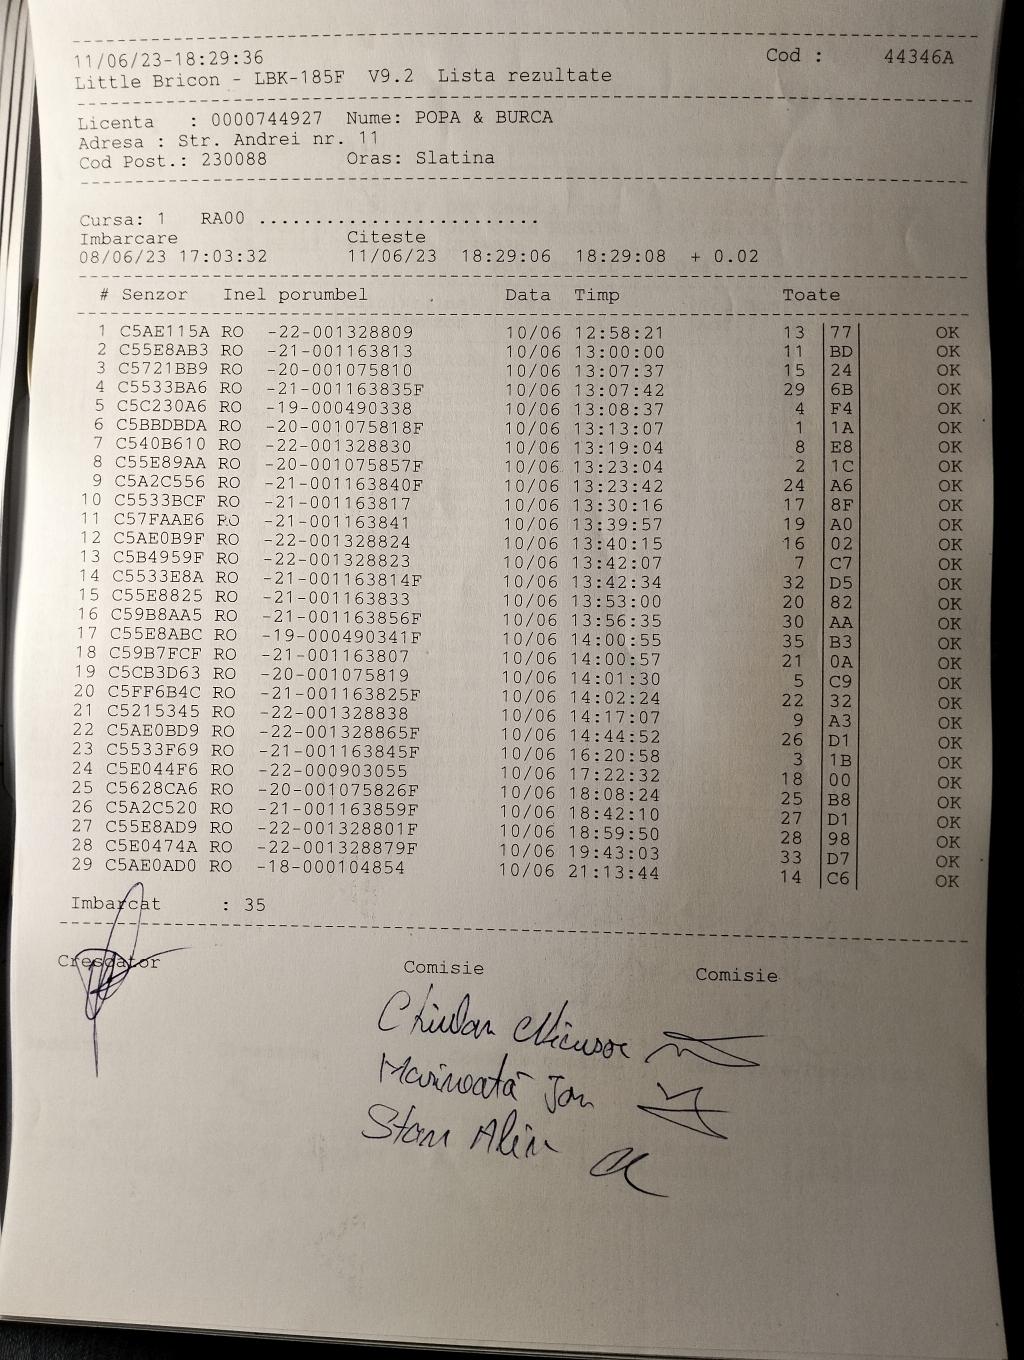 11/06/23-18:29:36 Cod : 44346A
Little Bricon - LBK-185F V9.2 Lista rezultate
Licenta : 0000744927 Nume: POPA & BURCA
Adresa : Str. Andrei nr. 11
Cod Post.: 230088 Oras: Slatina
Cursa: 1 RA00 .........................
Imbarcare Citeste
08/06/23 17:03:32 11/06/23 18:29:06 18:29:08 + 0.02
# Senzor Inel porumbel Data Timp Toate
1 C5AE115A RO -22-001328809 10/06 12:58:21 13 77 OK
2 C55E8AB3 RO -21-001163813 10/06 13:00:00 11 BD OK
3 C5721BB9 RO -20-001075810 10/06 13:07:37 15 24 OK
4 C5533BA6 RO -21-001163835F 10/06 13:07:42 29 6B OK
5 C5C230A6 RO -19-000490338 10/06 13:08:37 4 F4 OK
6 C5BBDBDA RO -20-001075818F 10/06 13:13:07 1 1A OK
7 C540B610 RO -22-001328830 10/06 13:19:04 8 E8 OK
8 C55E89AA RO -20-001075857F 10/06 13:23:04 2 1C OK
9 C5A2C556 RO -21-001163840F 10/06 13:23:42 24 A6 OK
10 C5533BCF RO -21-001163817 10/06 13:30:16 17 8F OK
11 C57FAAE6 RO -21-001163841 10/06 13:39:57 19 A0 OK
12 C5AE0B9F RO -22-001328824 10/06 13:40:15 16 02 OK
13 C5B4959F RO -22-001328823 10/06 13:42:07 7 C7 OK
14 C5533E8A RO -21-001163814F 10/06 13:42:34 32 D5 OK
15 C55E8825 RO -21-001163833 10/06 13:53:00 20 82 OK
16 C59B8AA5 RO -21-001163856F 10/06 13:56:35 30 AA OK
17 C55E8ABC RO -19-000490341F 10/06 14:00:55 35 B3 OK
18 C59B7FCF RO -21-001163807 10/06 14:00:57 21 0A OK
19 C5CB3D63 RO -20-001075819 10/06 14:01:30 5 C9 OK
20 C5FF6B4C RO -21-001163825F 10/06 14:02:24 22 32 OK
21 C5215345 RO -22-001328838 10/06 14:17:07 9 A3 OK
22 C5AE0BD9 RO -22-001328865F 10/06 14:44:52 26 D1 OK
23 C5533F69 RO -21-001163845F 10/06 16:20:58 3 1B OK
24 C5E044F6 RO -22-000903055 10/06 17:22:32 18 00 OK
25 C5628CA6 RO -20-001075826F 10/06 18:08:24 25 B8 OK
26 C5A2C520 RO -21-001163859F 10/06 18:42:10 27 D1 OK
27 C55E8AD9 RO -22-001328801F 10/06 18:59:50 28 98 OK
28 C5E0474A RO -22-001328879F 10/06 19:43:03 33 D7 OK
29 C5AE0AD0 RO -18-000104854 10/06 21:13:44 14 C6 OK
Imbarcat : 35
Crescator Comisie Comisie
Chiulan Nicusor
Marinoată Ion
Stan Alin